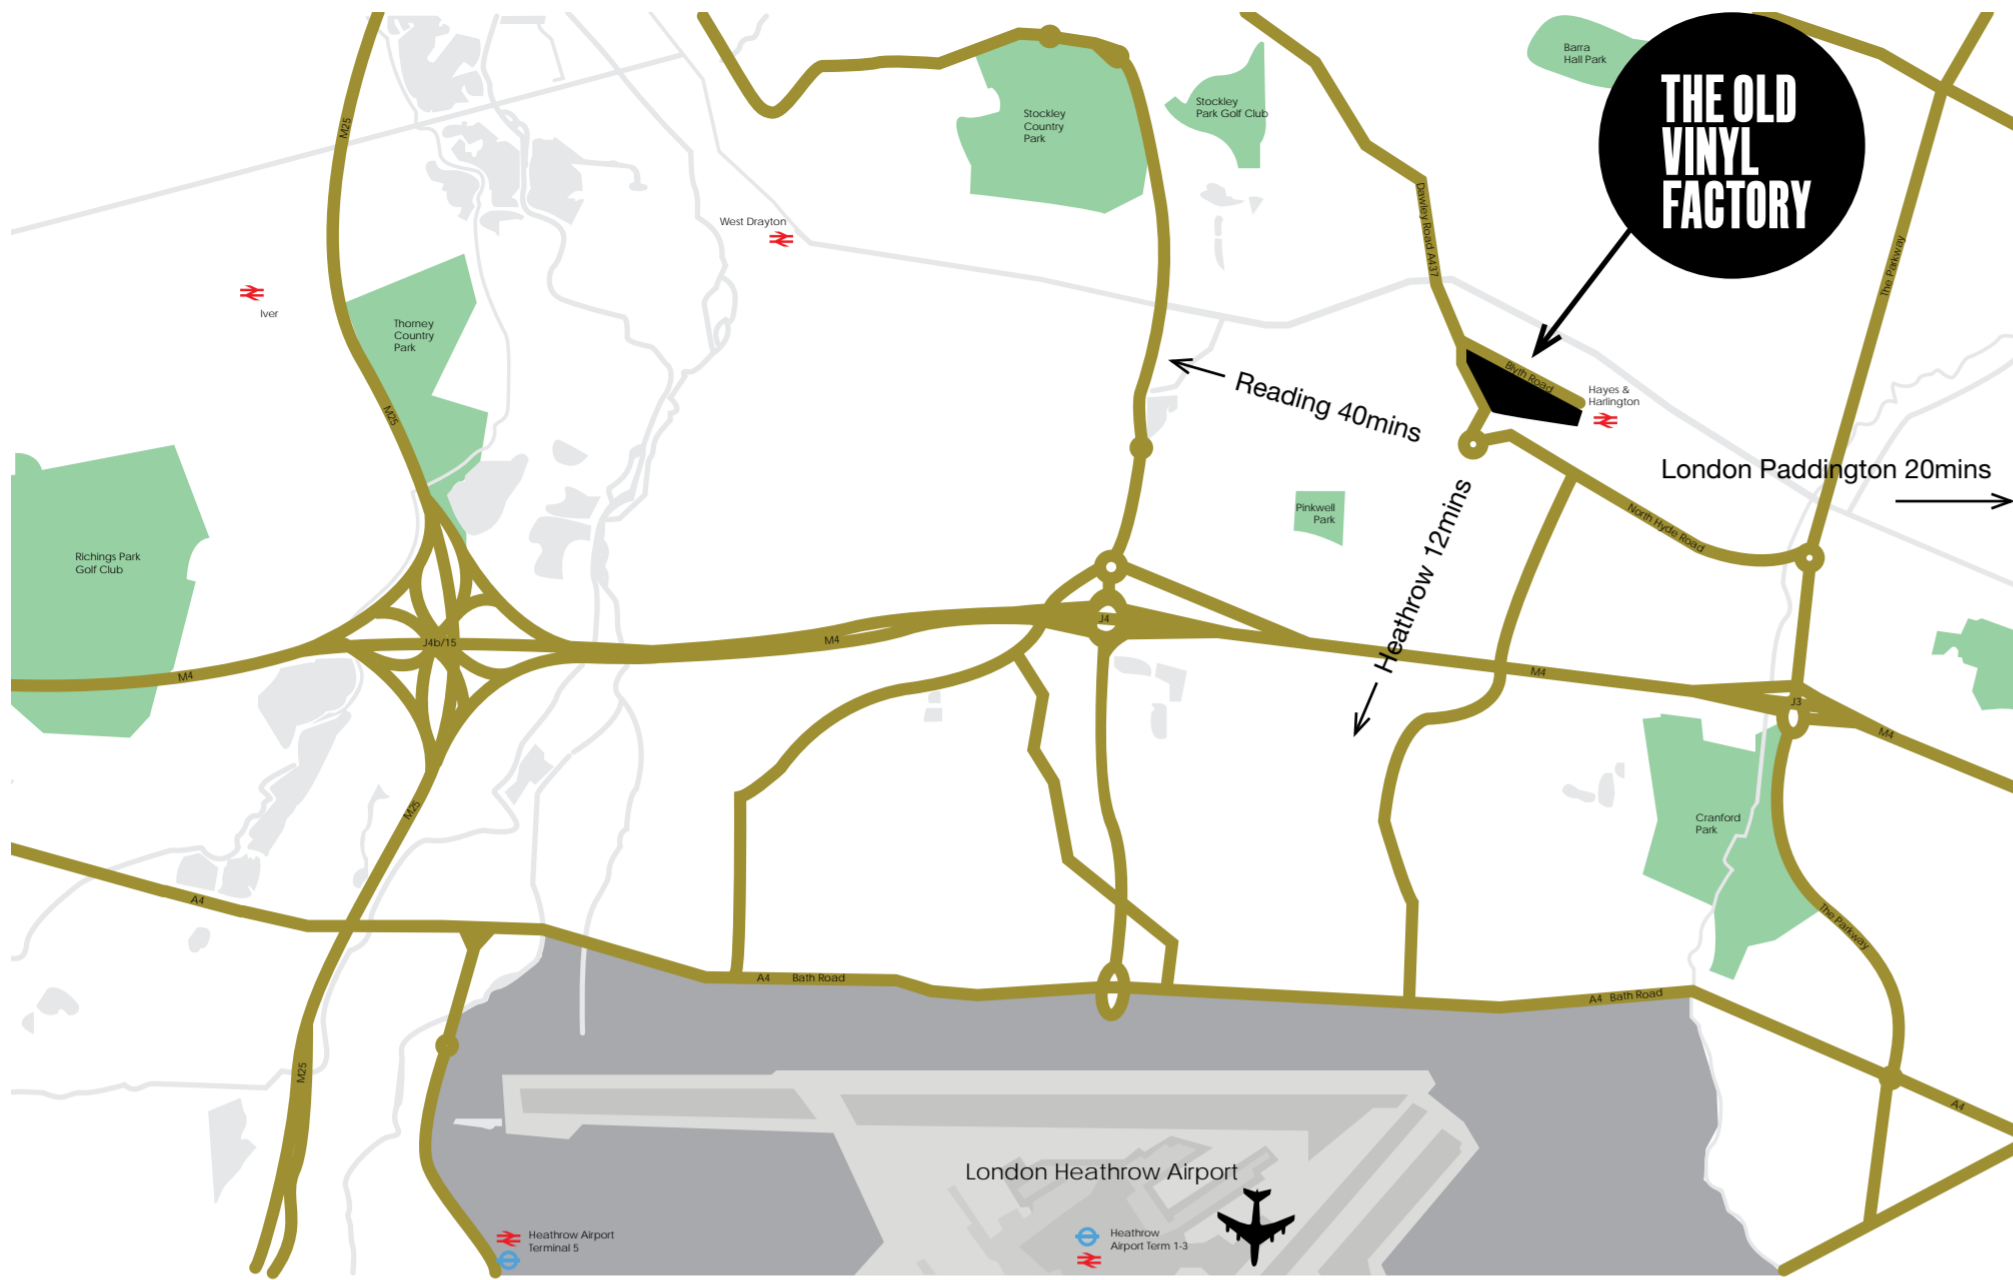 Barra
Hall Park
THE OLD
VINYL
FACTORY
Stockley
Country
Park
Stockley
Park Golf Club
M25
West Drayton
Dawley Road A437
The Parkway
Iver
Thorney
Country
Park
M25
Blyth Road
Hayes &
Harlington
Reading 40mins
London Paddington 20mins
Heathrow 12mins
Pinkwell
Park
North Hyde Road
Richings Park
Golf Club
J4b/15
M4
M4
J4
M4
J3
M4
M25
Cranford
Park
A4
The Parkway
A4 Bath Road
A4 Bath Road
M25
A4
London Heathrow Airport
Heathrow Airport
Terminal 5
Heathrow
Airport Term 1-3